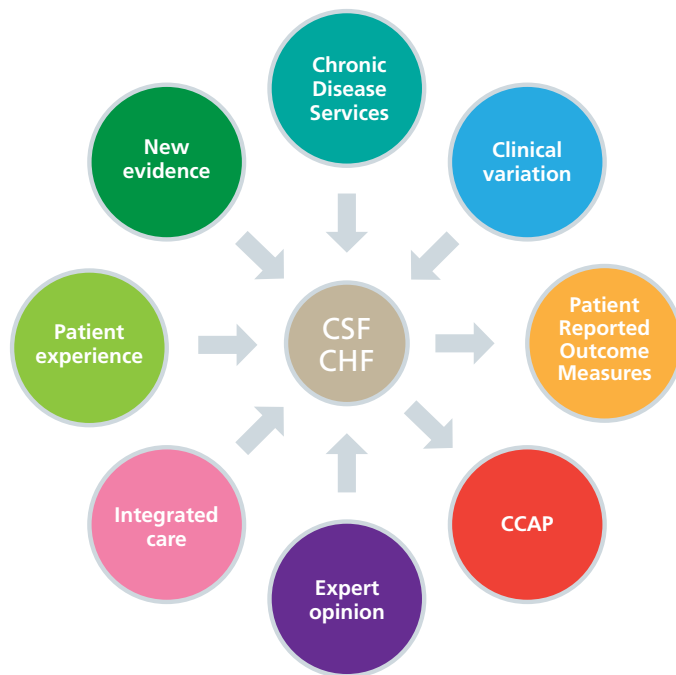 Chronic
Disease
Services
New
evidence
Clinical
variation
Patient
experience
CSF
CHF
Patient
Reported
Outcome
Measures
Integrated
care
CCAP
Expert
opinion